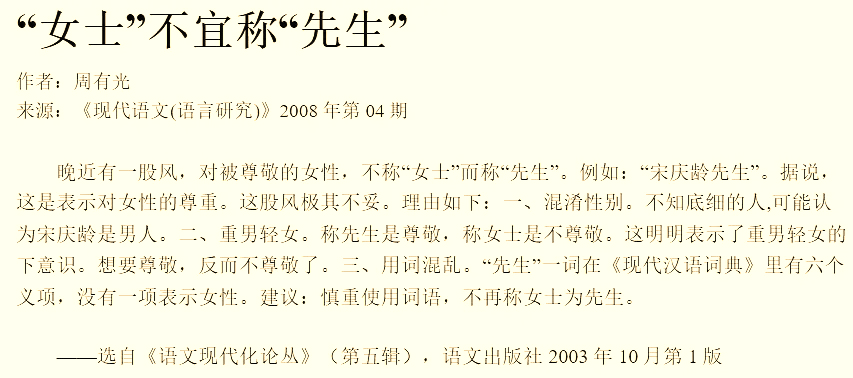 “女士”不宜称“先生”
作者：周有光
来源：《现代语文(语言研究)》2008 年第 04 期
晚近有一股风，对被尊敬的女性，不称“女士”而称“先生”。例如：“宋庆龄先生”。据说，
这是表示对女性的尊重。这股风极其不妥。理由如下：一、混淆性别。不知底细的人,可能认
为宋庆龄是男人。二、重男轻女。称先生是尊敬，称女士是不尊敬。这明明表示了重男轻女的
下意识。想要尊敬，反而不尊敬了。三、用词混乱。“先生”一词在《现代汉语词典》里有六个
义项，没有一项表示女性。建议：慎重使用词语，不再称女士为先生。
——选自《语文现代化论丛》（第五辑），语文出版社 2003 年 10 月第 1 版